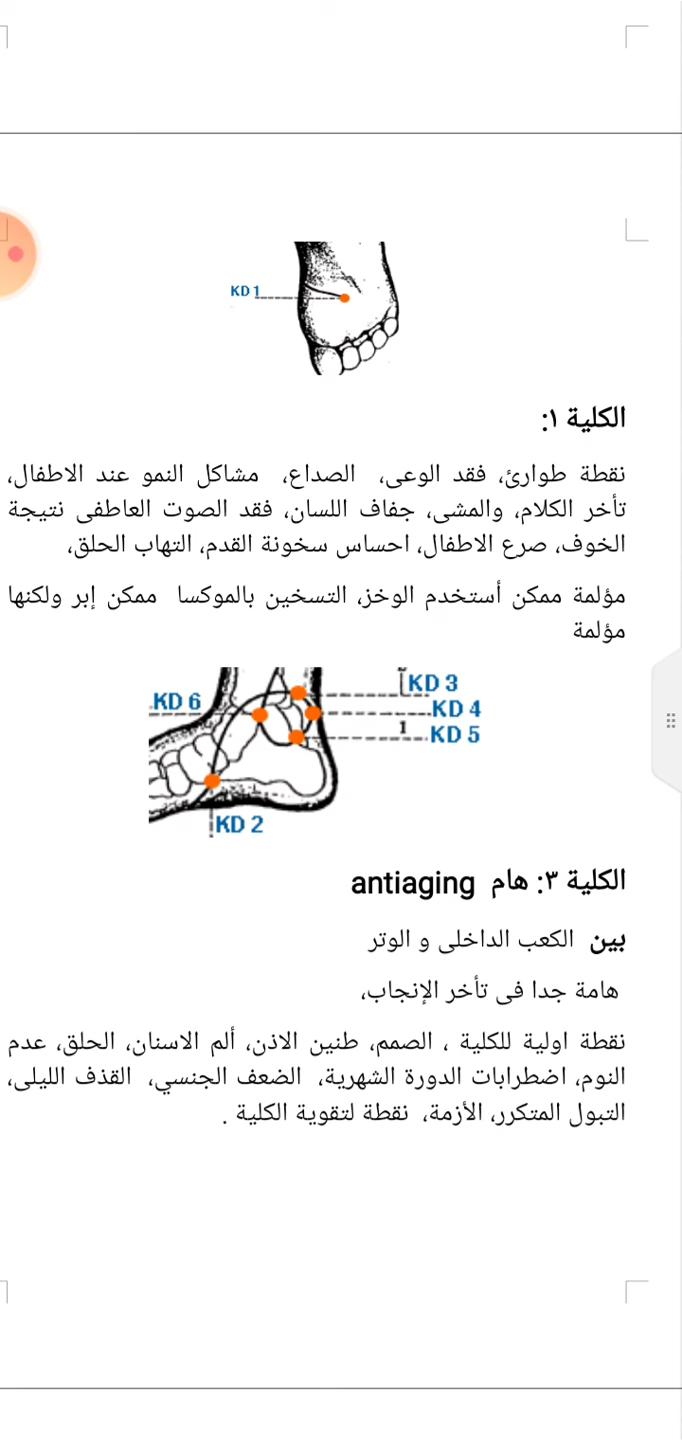 KD 1
الكلية ١:
نقطة طوارئ، فقد الوعى، الصداع، مشاكل النمو عند الاطفال،
تأخر الكلام، والمشى، جفاف اللسان، فقد الصوت العاطفى نتيجة
الخوف، صرع الاطفال، احساس سخونة القدم، التهاب الحلق،
مؤلمة ممكن أستخدم الوخز، التسخين بالموكسا ممكن إبر ولكنها
مؤلمة
KD 3
KD 6
KD 4
1
KD 5
KD 2
الكلية ٣: هام antiaging
بين الكعب الداخلى و الوتر
هامة جدا فى تأخر الإنجاب،
نقطة اولية للكلية ، الصمم، طنين الاذن، ألم الاسنان، الحلق، عدم
النوم، اضطرابات الدورة الشهرية، الضعف الجنسي، القذف الليلى،
التبول المتكرر، الأزمة، نقطة لتقوية الكلية .